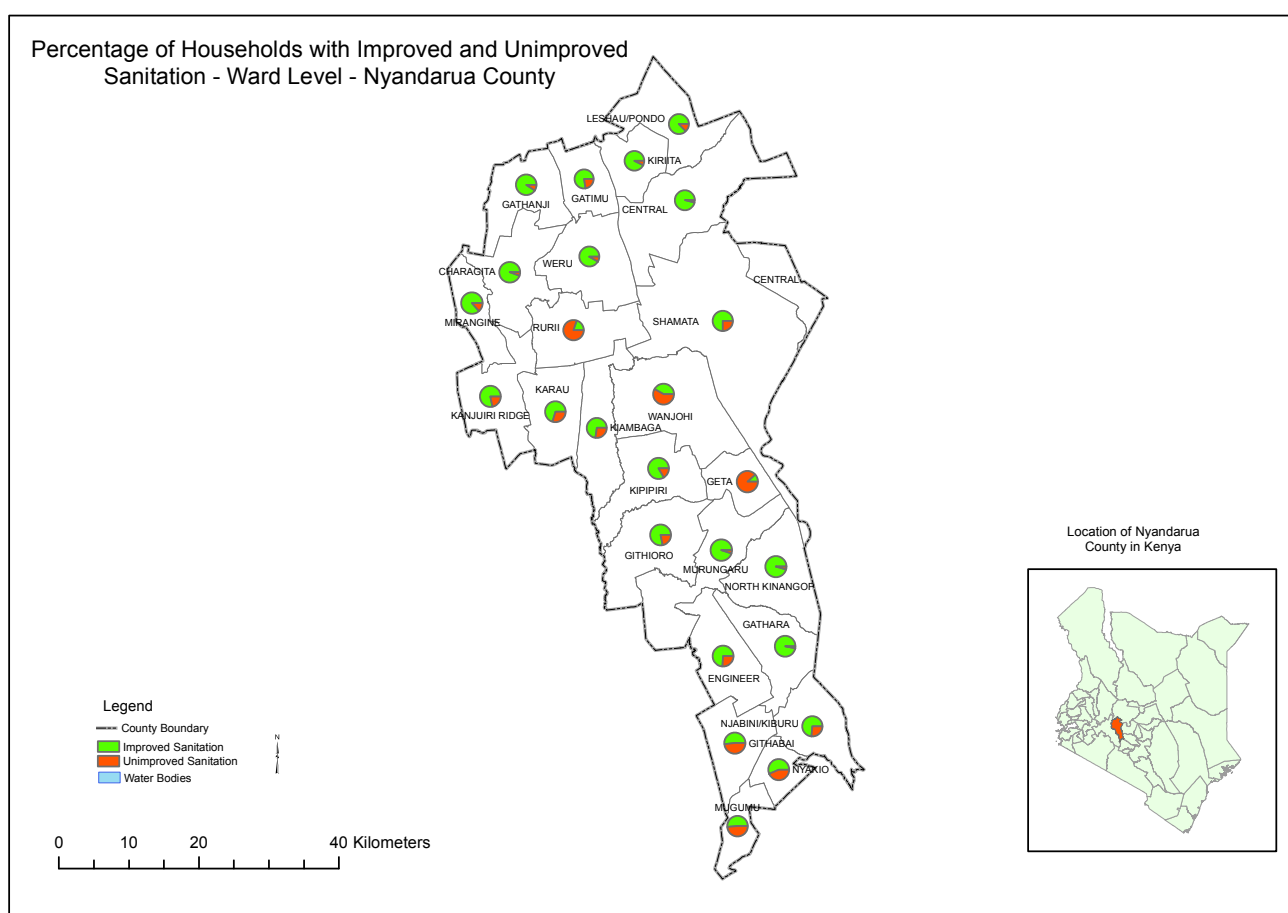 Percentage of Households with Improved and Unimproved
Sanitation - Ward Level - Nyandarua County
LESHAU/PONDO
KIRIITA
GATIMU
GATHANJI
CENTRAL
WERU
CHARAGITA
CENTRAL
MIRANGINE
RURII
SHAMATA
KARAU
KANJUIRI RIDGE
WANJOHI
KIAMBAGA
GETA
KIPIPIRI
GITHIORO
MURUNGARU
NORTH KINANGOP
GATHARA
ENGINEER
NJABINI/KIBURU
GITHABAI
NYAKIO
MUGUMU
Location of Nyandarua
County in Kenya
Legend
County Boundary
Improved Sanitation
Unimproved Sanitation
Water Bodies
N
0 10 20 40 Kilometers